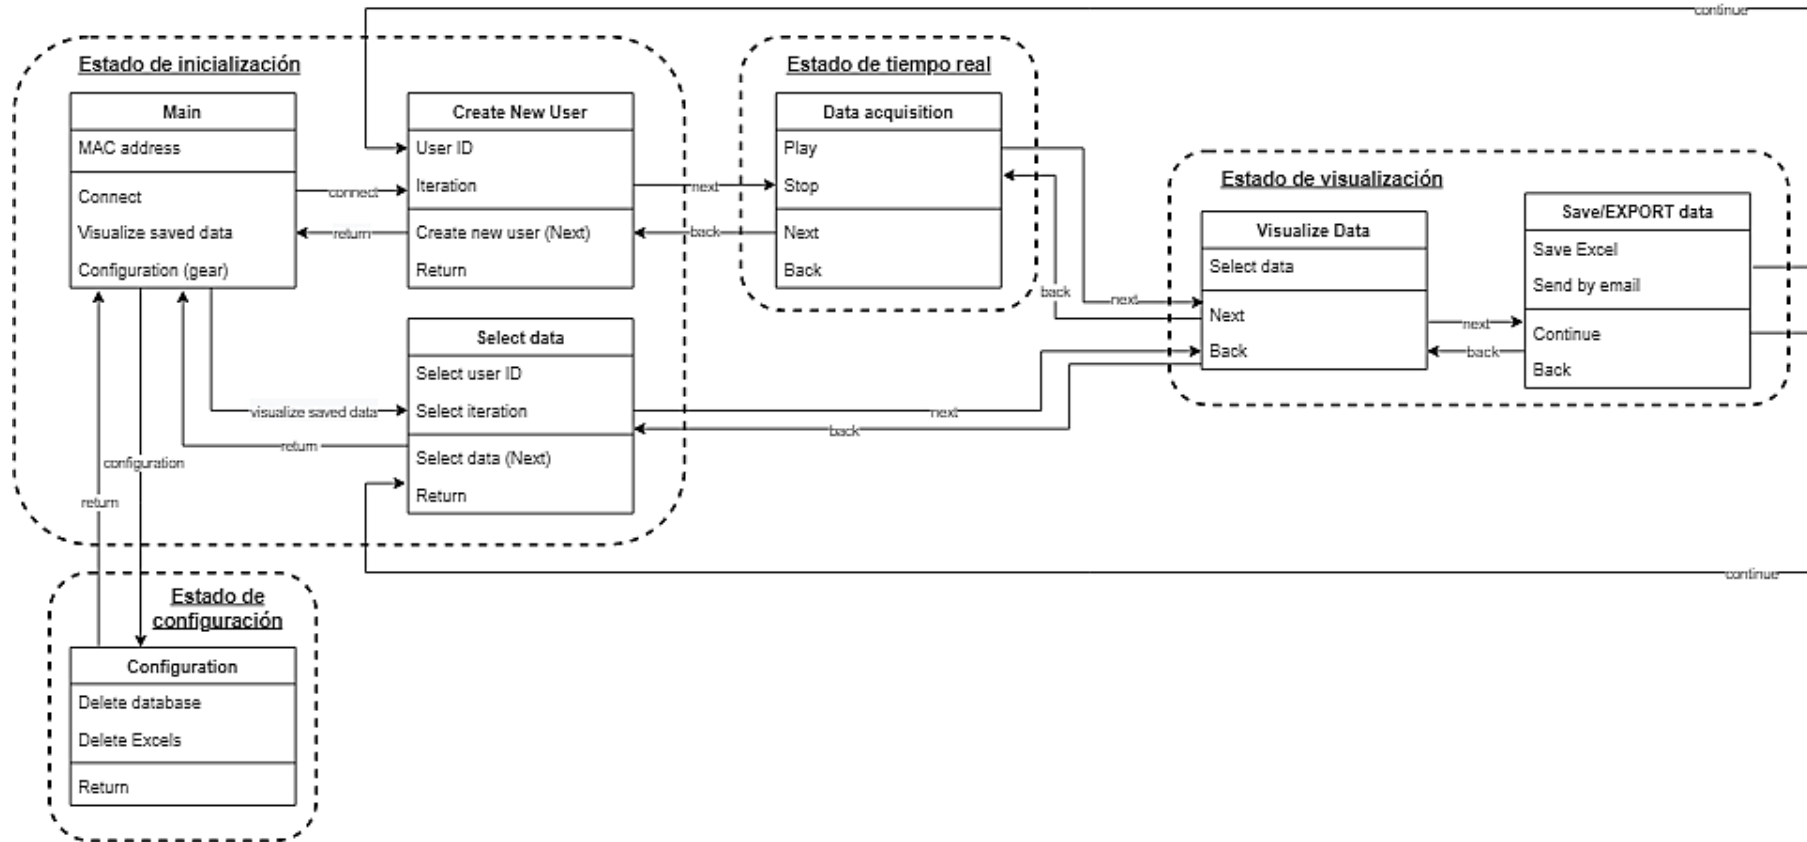 continue
Estado de inicialización
Main
MAC address
Connect
Visualize saved data
Configuration (gear)
connect
return
Create New User
User ID
Iteration
Create new user (Next)
Return
next
back
Estado de tiempo real
Data acquisition
Play
Stop
Next
Back
next
back
Estado de visualización
Visualize Data
Select data
Next
Back
next
back
Save/EXPORT data
Save Excel
Send by email
Continue
Back
Select data
Select user ID
Select iteration
Select data (Next)
Return
visualize saved data
return
next
back
configuration
return
continue
Estado de
configuración
Configuration
Delete database
Delete Excels
Return